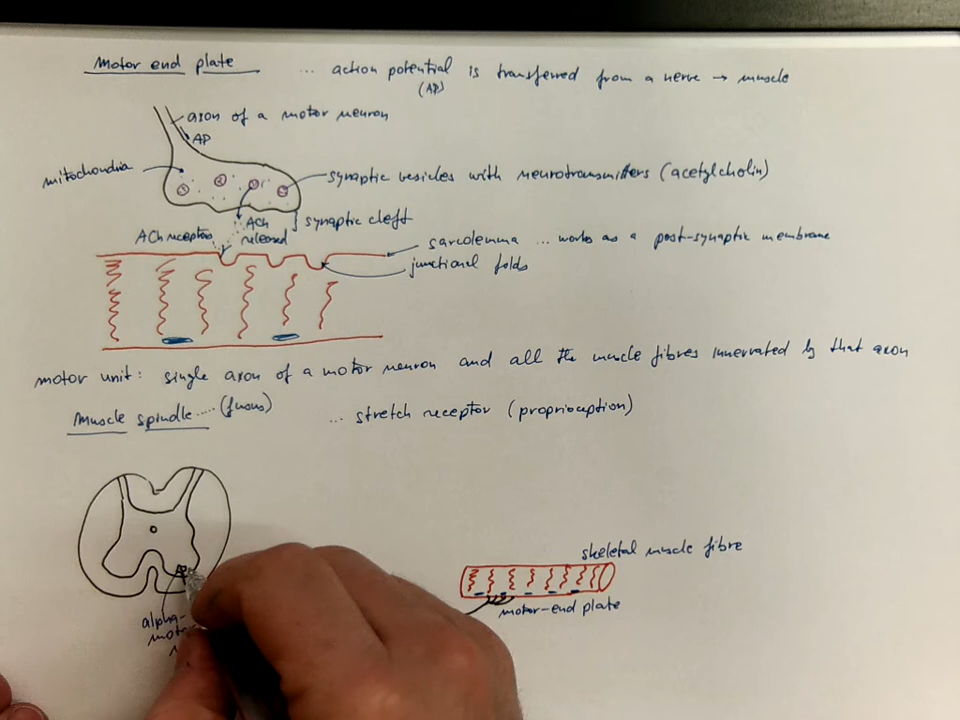 Motor end plate ... action potential is transferred from a nerve → muscle
(AP)
axon of a motor neuron
AP
mitochondria
synaptic vesicles with neurotransmitters (acetylcholin)
ACh released
synaptic cleft
ACh receptors
sarcolemma ... works as a post-synaptic membrane
junctional folds
motor unit: single axon of a motor neuron and all the muscle fibres innervated by that axon
Muscle spindle ..... (fusus) ... stretch receptor (proprioception)
skeletal muscle fibre
motor-end plate
alpha-